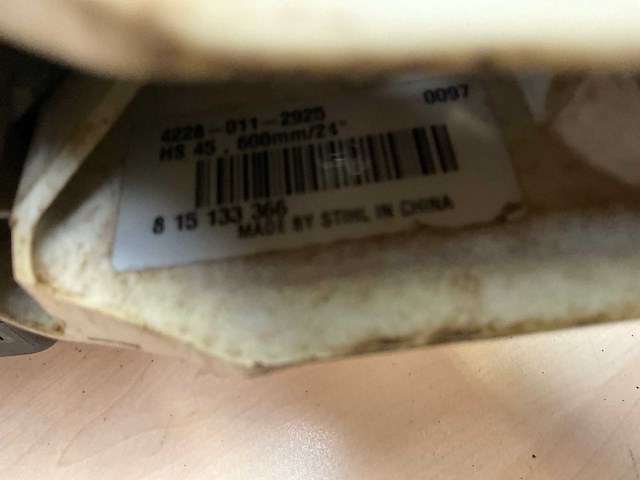 0097
4228-011-2925
HS 45 , 600mm/24"
8 15 133 366
MADE BY STIHL IN CHINA